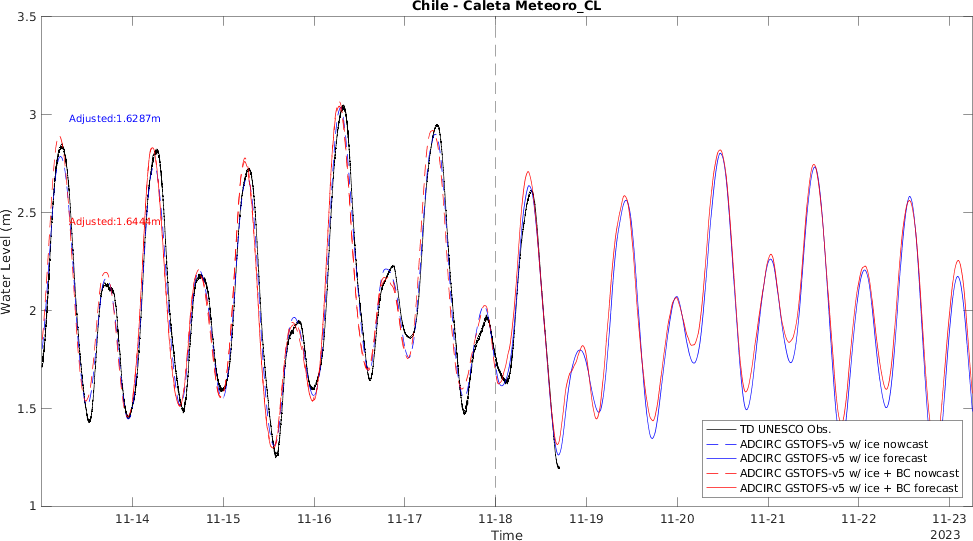 Chile - Caleta Meteoro_CL
3.5
3
2.5
2
1.5
1
Water Level (m)
Adjusted:1.6287m
Adjusted:1.6444m
TD UNESCO Obs.
ADCIRC GSTOFS-v5 w/ ice nowcast
ADCIRC GSTOFS-v5 w/ ice forecast
ADCIRC GSTOFS-v5 w/ ice + BC nowcast
ADCIRC GSTOFS-v5 w/ ice + BC forecast
11-14 11-15 11-16 11-17 11-18 11-19 11-20 11-21 11-22 11-23
2023
Time